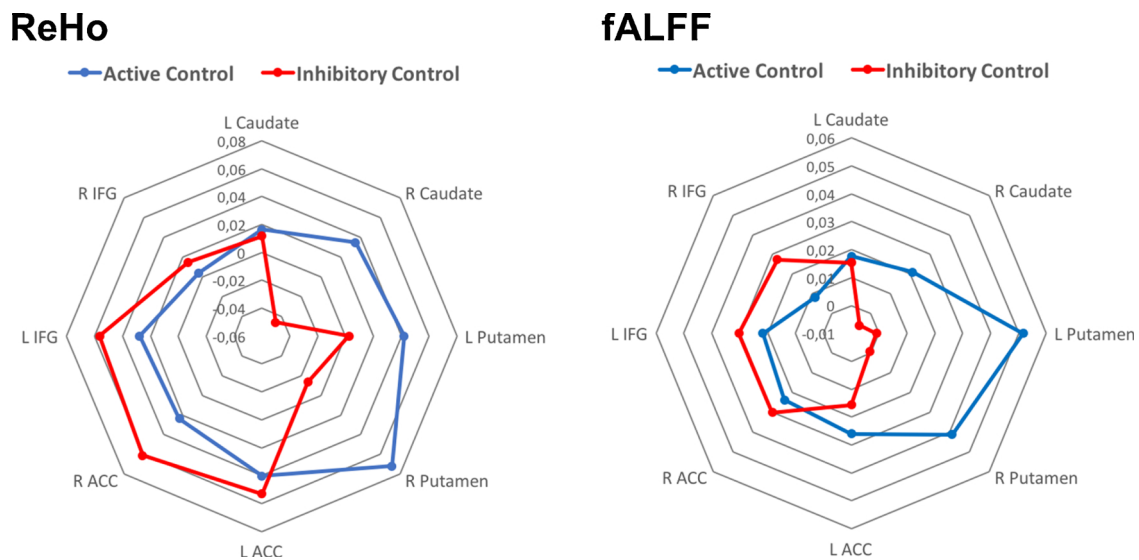 ReHo
Active Control
Inhibitory Control
L Caudate
R Caudate
L Putamen
R Putamen
L ACC
R ACC
L IFG
R IFG
0,08
0,06
0,04
0,02
0
-0,02
-0,04
-0,06
fALFF
Active Control
Inhibitory Control
L Caudate
R Caudate
L Putamen
R Putamen
L ACC
R ACC
L IFG
R IFG
0,06
0,05
0,04
0,03
0,02
0,01
0
-0,01